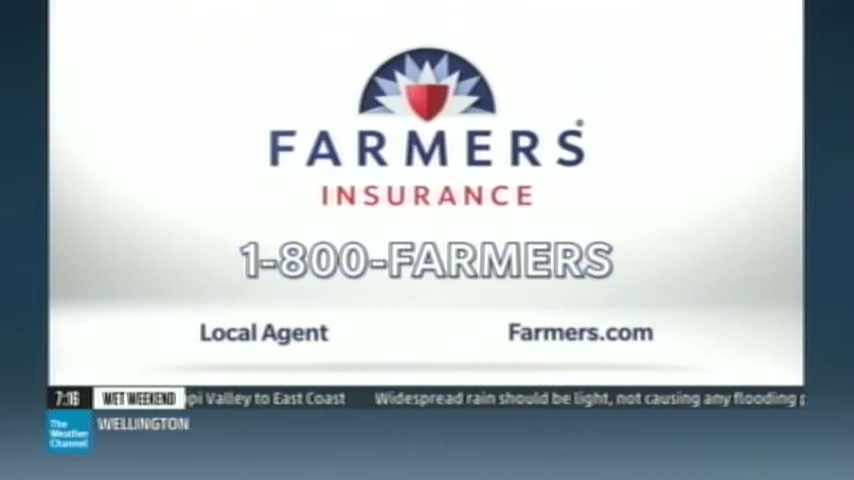 FARMERS®
INSURANCE
1-800-FARMERS
Local Agent
Farmers.com
7:16 WET WEEKEND pi Valley to East Coast Widespread rain should be light, not causing any flooding
The Weather Channel
WELLINGTON